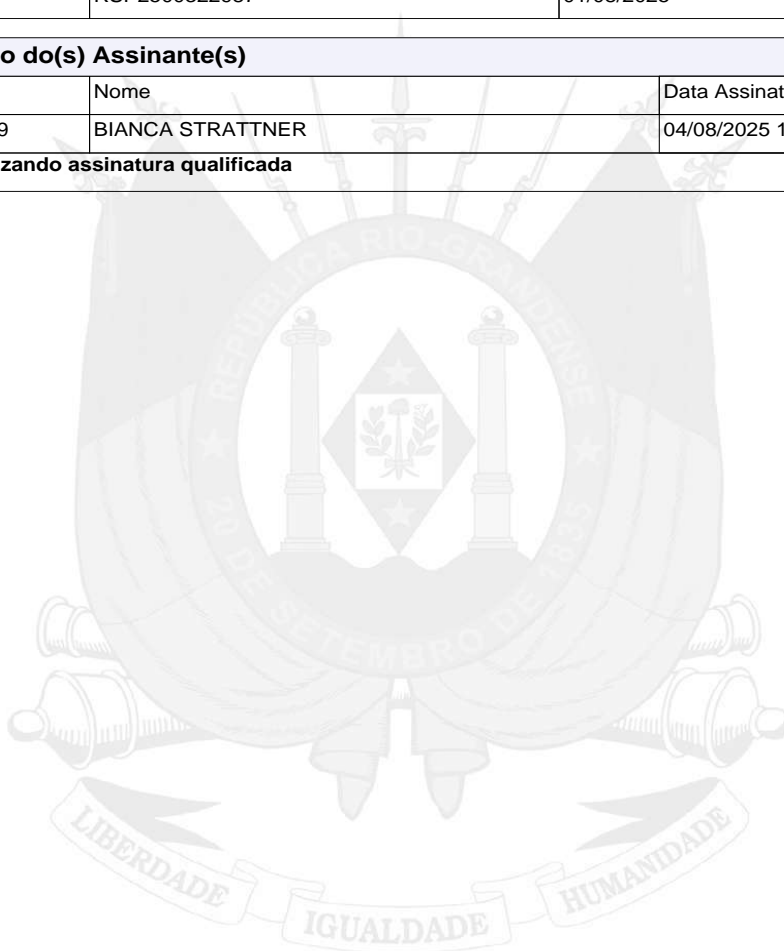 o do(s) Assinante(s)
Nome Data Assinat
9 BIANCA STRATTNER 04/08/2025 1
zando assinatura qualificada
REPÚBLICA RIO-GRANDENSE
20 DE SETEMBRO DE 1835
LIBERDADE
IGUALDADE
HUMANIDADE